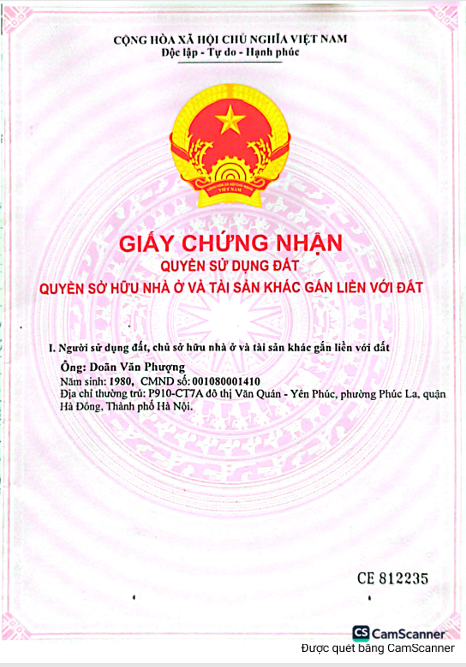 CỘNG HÒA XÃ HỘI CHỦ NGHĨA VIỆT NAM
Độc lập - Tự do - Hạnh phúc
VIỆT NAM
GIẤY CHỨNG NHẬN
QUYỀN SỬ DỤNG ĐẤT
QUYỀN SỞ HỮU NHÀ Ở VÀ TÀI SẢN KHÁC GẮN LIỀN VỚI ĐẤT
I. Người sử dụng đất, chủ sở hữu nhà ở và tài sản khác gắn liền với đất
Ông: Doãn Văn Phượng
Năm sinh: 1980, CMND số: 001080001410
Địa chỉ thường trú: P910-CT7A đô thị Văn Quán - Yên Phúc, phường Phúc La, quận
Hà Đông, Thành phố Hà Nội.
CE 812235
CS CamScanner
Được quét bằng CamScanner